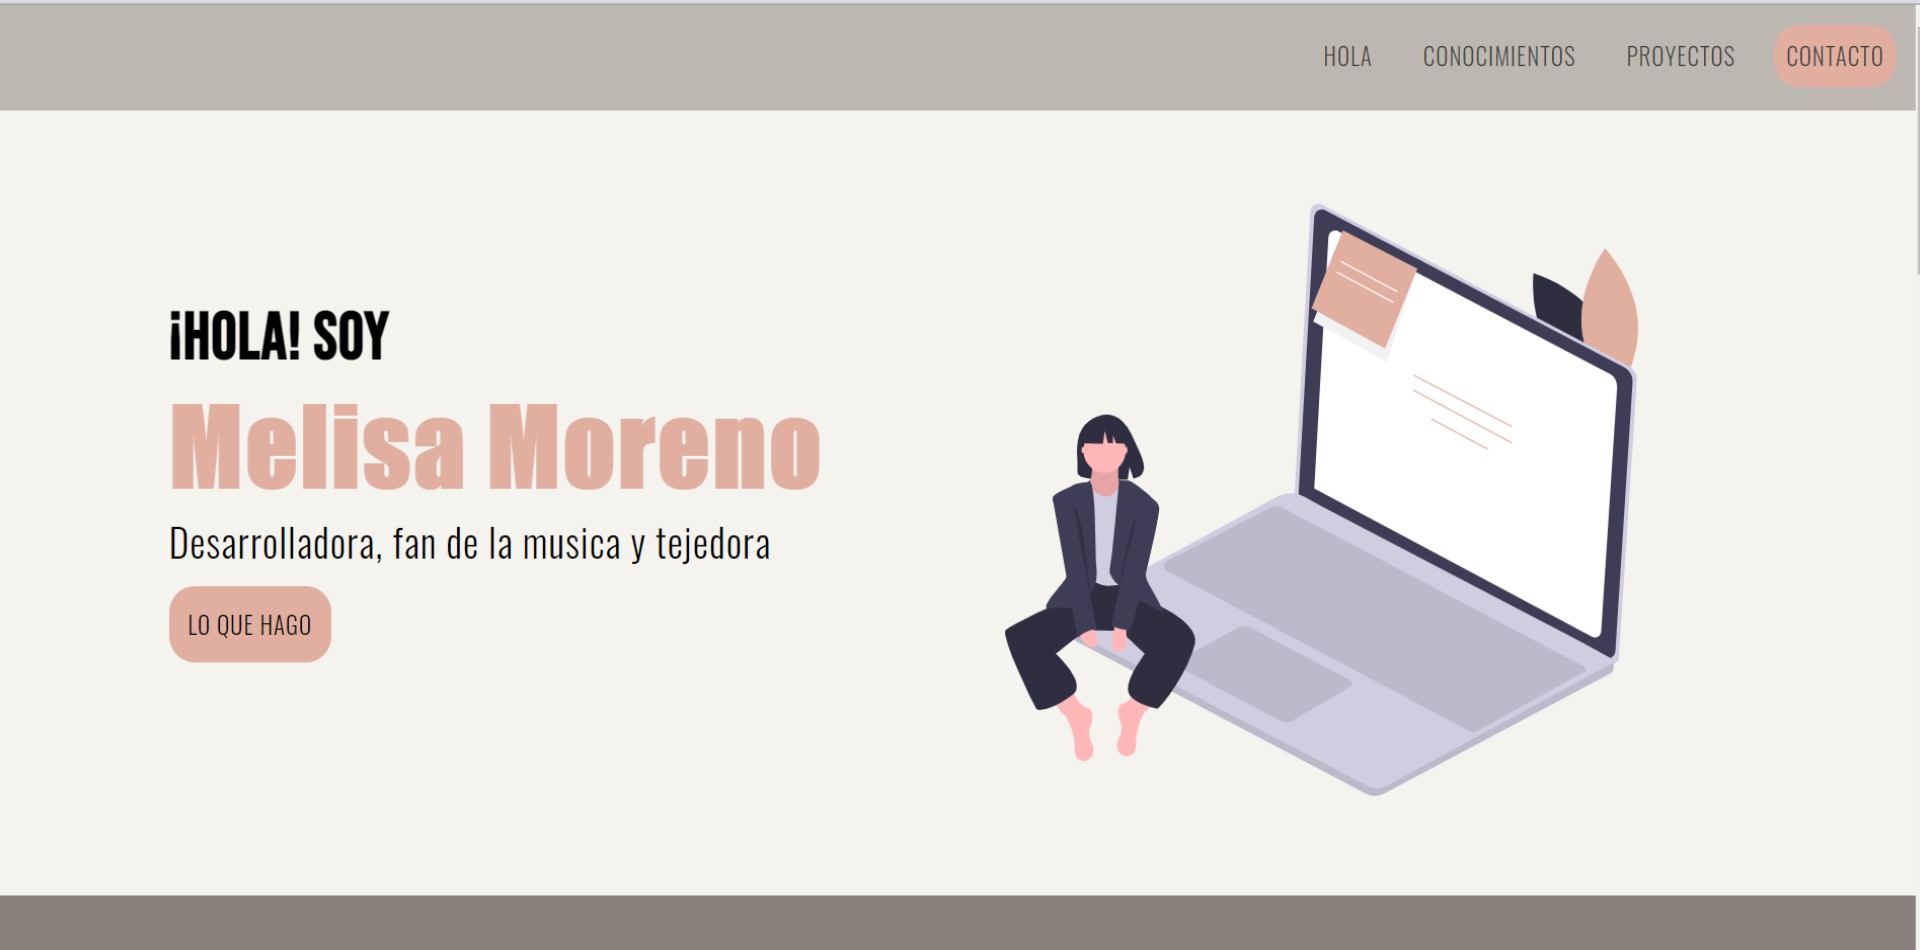 HOLA
CONOCIMIENTOS
PROYECTOS
CONTACTO
¡HOLA! SOY
Melisa Moreno
Desarrolladora, fan de la musica y tejedora
LO QUE HAGO